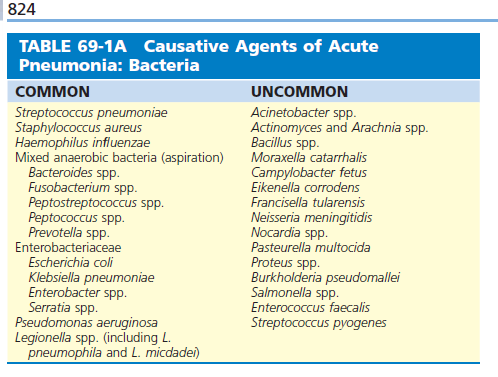 824
TABLE 69-1A Causative Agents of Acute
Pneumonia: Bacteria
COMMON
Streptococcus pneumoniae
Staphylococcus aureus
Haemophilus influenzae
Mixed anaerobic bacteria (aspiration)
Bacteroides spp.
Fusobacterium spp.
Peptostreptococcus spp.
Peptococcus spp.
Prevotella spp.
Enterobacteriaceae
Escherichia coli
Klebsiella pneumoniae
Enterobacter spp.
Serratia spp.
Pseudomonas aeruginosa
Legionella spp. (including L.
pneumophila and L. micdadei)
UNCOMMON
Acinetobacter spp.
Actinomyces and Arachnia spp.
Bacillus spp.
Moraxella catarrhalis
Campylobacter fetus
Eikenella corrodens
Francisella tularensis
Neisseria meningitidis
Nocardia spp.
Pasteurella multocida
Proteus spp.
Burkholderia pseudomallei
Salmonella spp.
Enterococcus faecalis
Streptococcus pyogenes